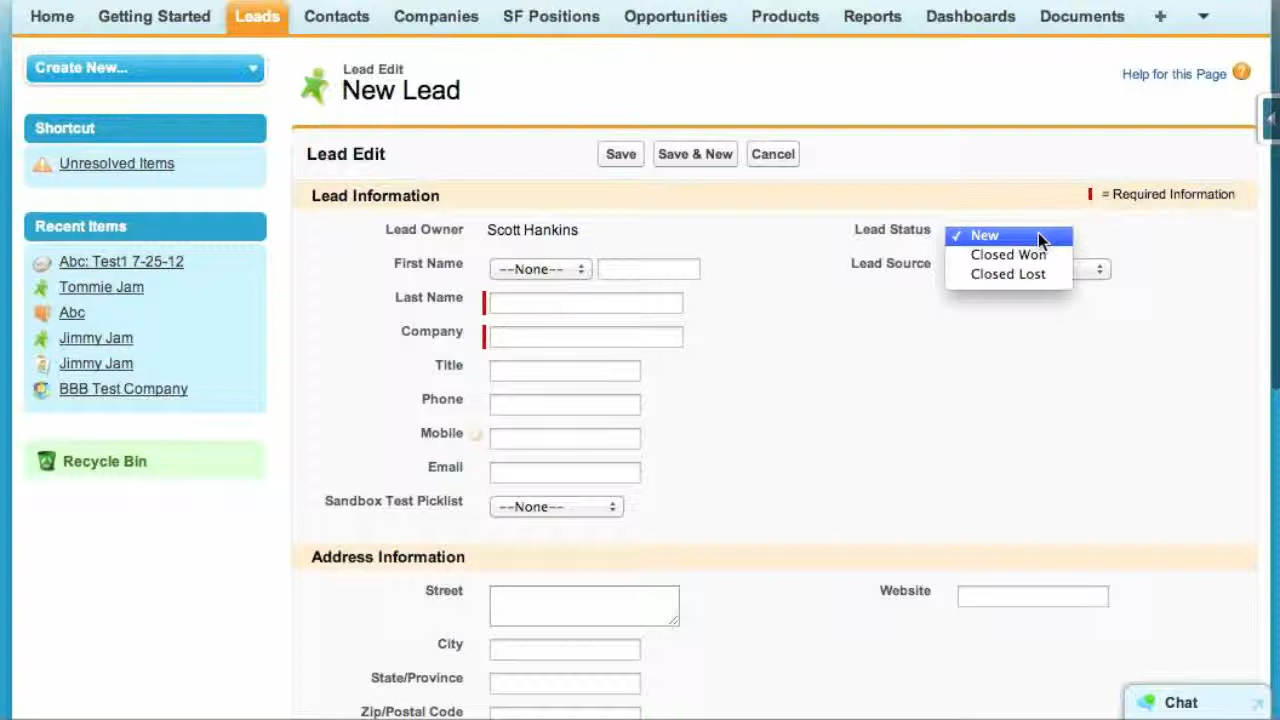 Home Getting Started Leads Contacts Companies SF Positions Opportunities Products Reports Dashboards Documents +
Create New...
Shortcut
Unresolved Items
Recent Items
Abc: Test1 7-25-12
Tommie Jam
Abc
Jimmy Jam
Jimmy Jam
BBB Test Company
Recycle Bin
Lead Edit
New Lead
Help for this Page ?
Lead Edit Save Save & New Cancel
Lead Information = Required Information
Lead Owner Scott Hankins Lead Status ✓ New
Closed Won
First Name --None-- Lead Source
Closed Lost
Last Name
Company
Title
Phone
Mobile
Email
Sandbox Test Picklist --None--
Address Information
Street Website
City
State/Province
Zip/Postal Code
Chat